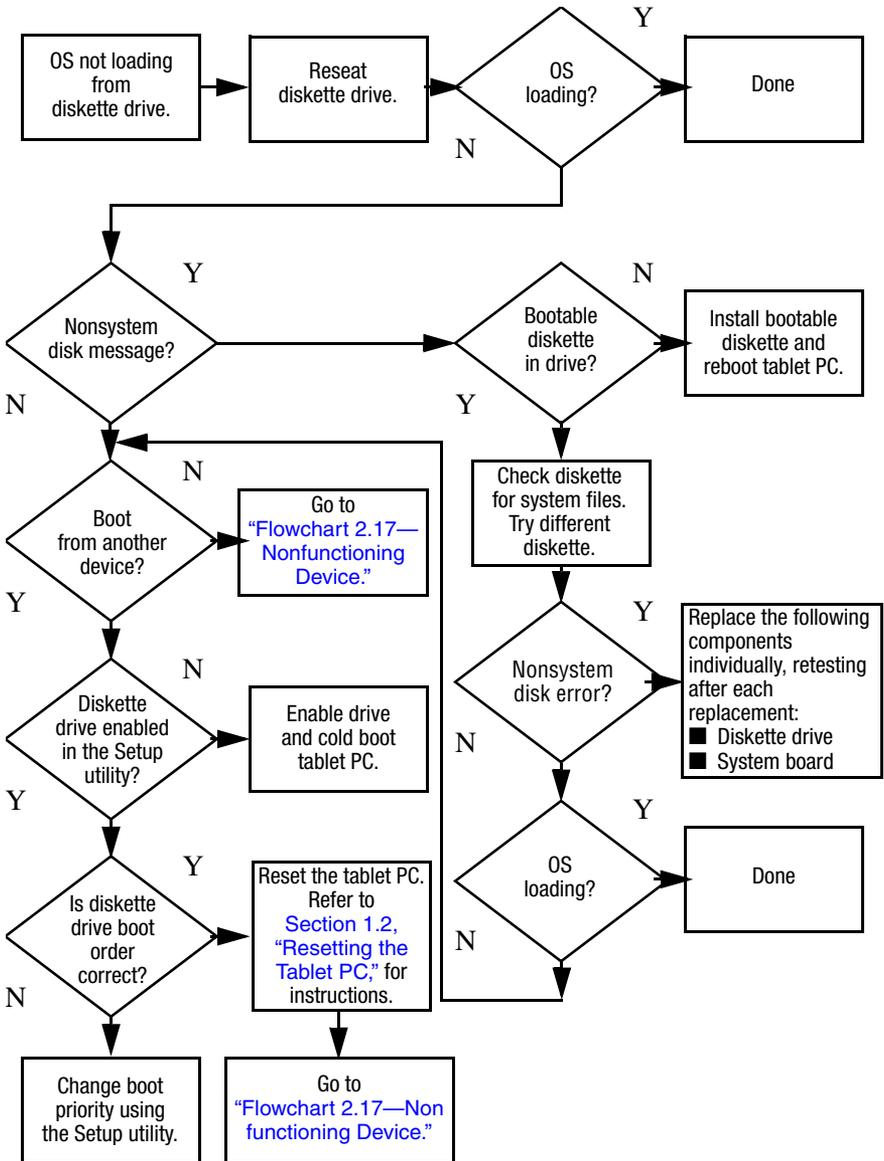 OS not loading
from
diskette drive.
Reseat
diskette drive.
OS
loading?
Y
N
Done
Nonsystem
disk message?
Y
N
Bootable
diskette
in drive?
N
Y
Install bootable
diskette and
reboot tablet PC.
Boot
from another
device?
N
Y
Go to
“Flowchart 2.17—
Nonfunctioning
Device.”
Check diskette
for system files.
Try different
diskette.
Diskette
drive enabled
in the Setup
utility?
N
Y
Enable drive
and cold boot
tablet PC.
Nonsystem
disk error?
Y
N
Replace the following
components
individually, retesting
after each
replacement:
■ Diskette drive
■ System board
Is diskette
drive boot
order
correct?
Y
N
Reset the tablet PC.
Refer to
Section 1.2,
“Resetting the
Tablet PC,” for
instructions.
OS
loading?
Y
N
Done
Change boot
priority using
the Setup utility.
Go to
“Flowchart 2.17—Non
functioning Device.”